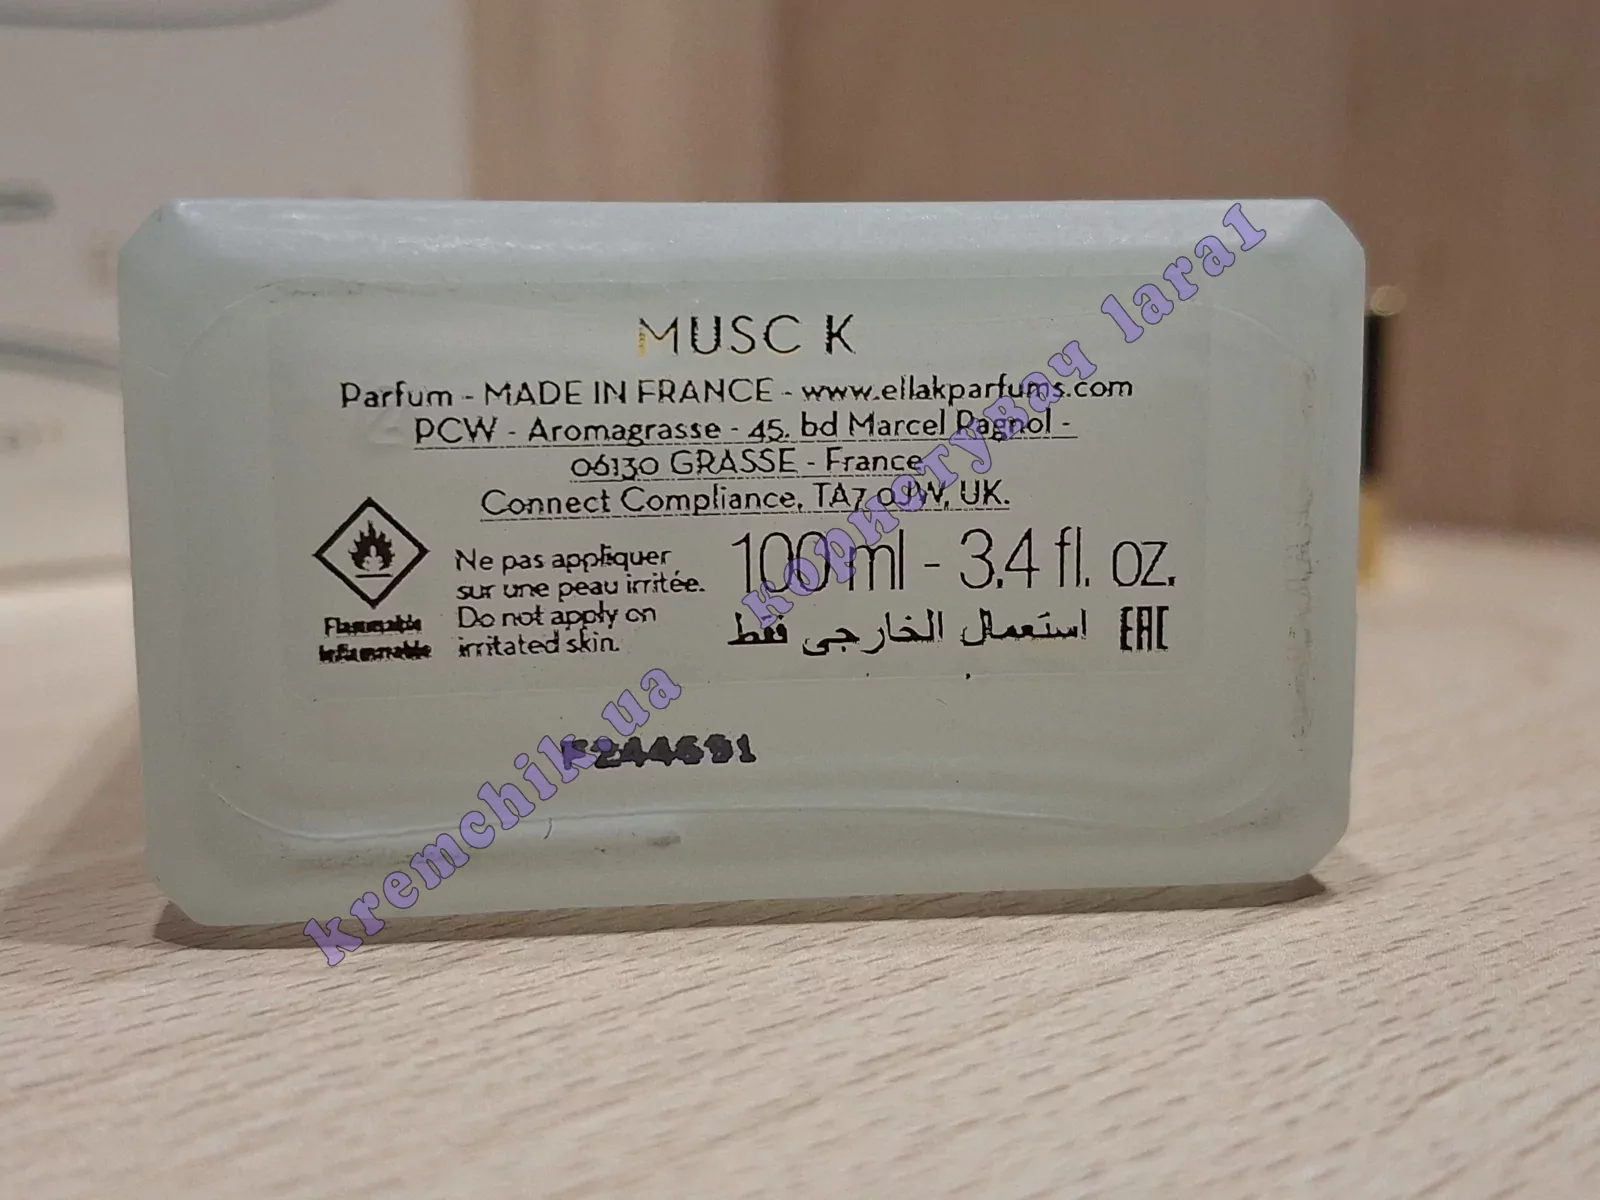 MUSC K
Parfum - MADE IN FRANCE - www.ellakparfums.com
PCW - Aromagrasse - 45, bd Marcel Pagnol -
06130 GRASSE - France
Connect Compliance, TA7 0JW, UK.
Flammable
Inflammable
Ne pas appliquer
sur une peau irritée.
Do not apply on
irritated skin.
100 ml - 3.4 fl. oz.
استعمال الخارجى فقط
EAC
kremchik.ua користувач lara1